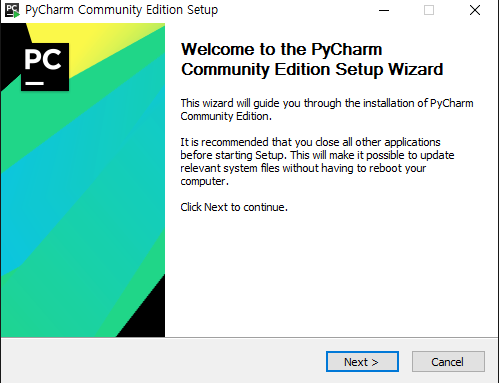 PyCharm Community Edition Setup
PC
Welcome to the PyCharm
Community Edition Setup Wizard
This wizard will guide you through the installation of PyCharm
Community Edition.
It is recommended that you close all other applications
before starting Setup. This will make it possible to update
relevant system files without having to reboot your
computer.
Click Next to continue.
Next >
Cancel